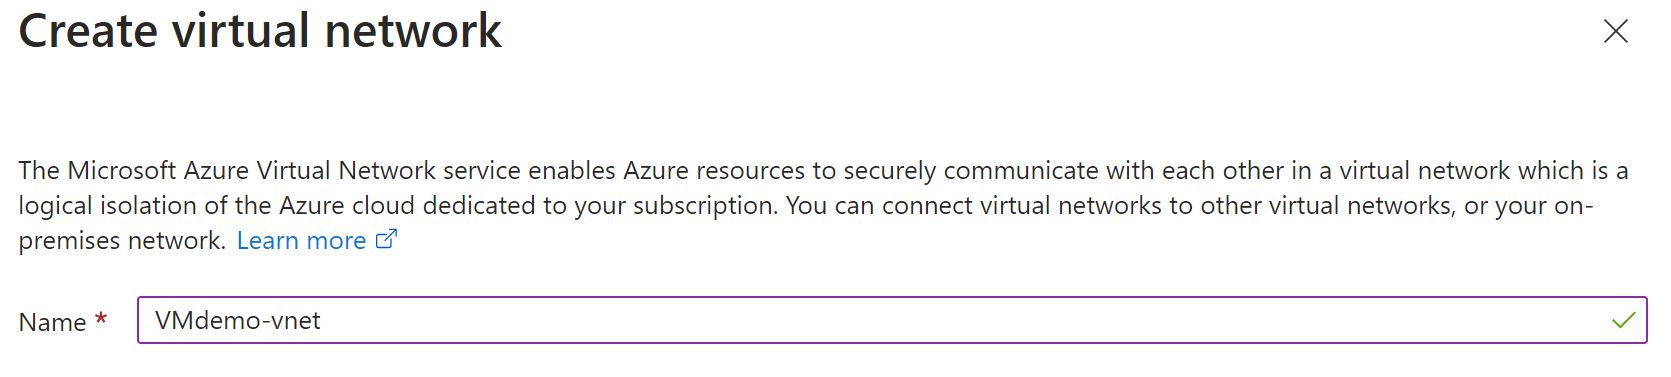 Create virtual network
The Microsoft Azure Virtual Network service enables Azure resources to securely communicate with each other in a virtual network which is a
logical isolation of the Azure cloud dedicated to your subscription. You can connect virtual networks to other virtual networks, or your on-
premises network. Learn more
Name * VMdemo-vnet